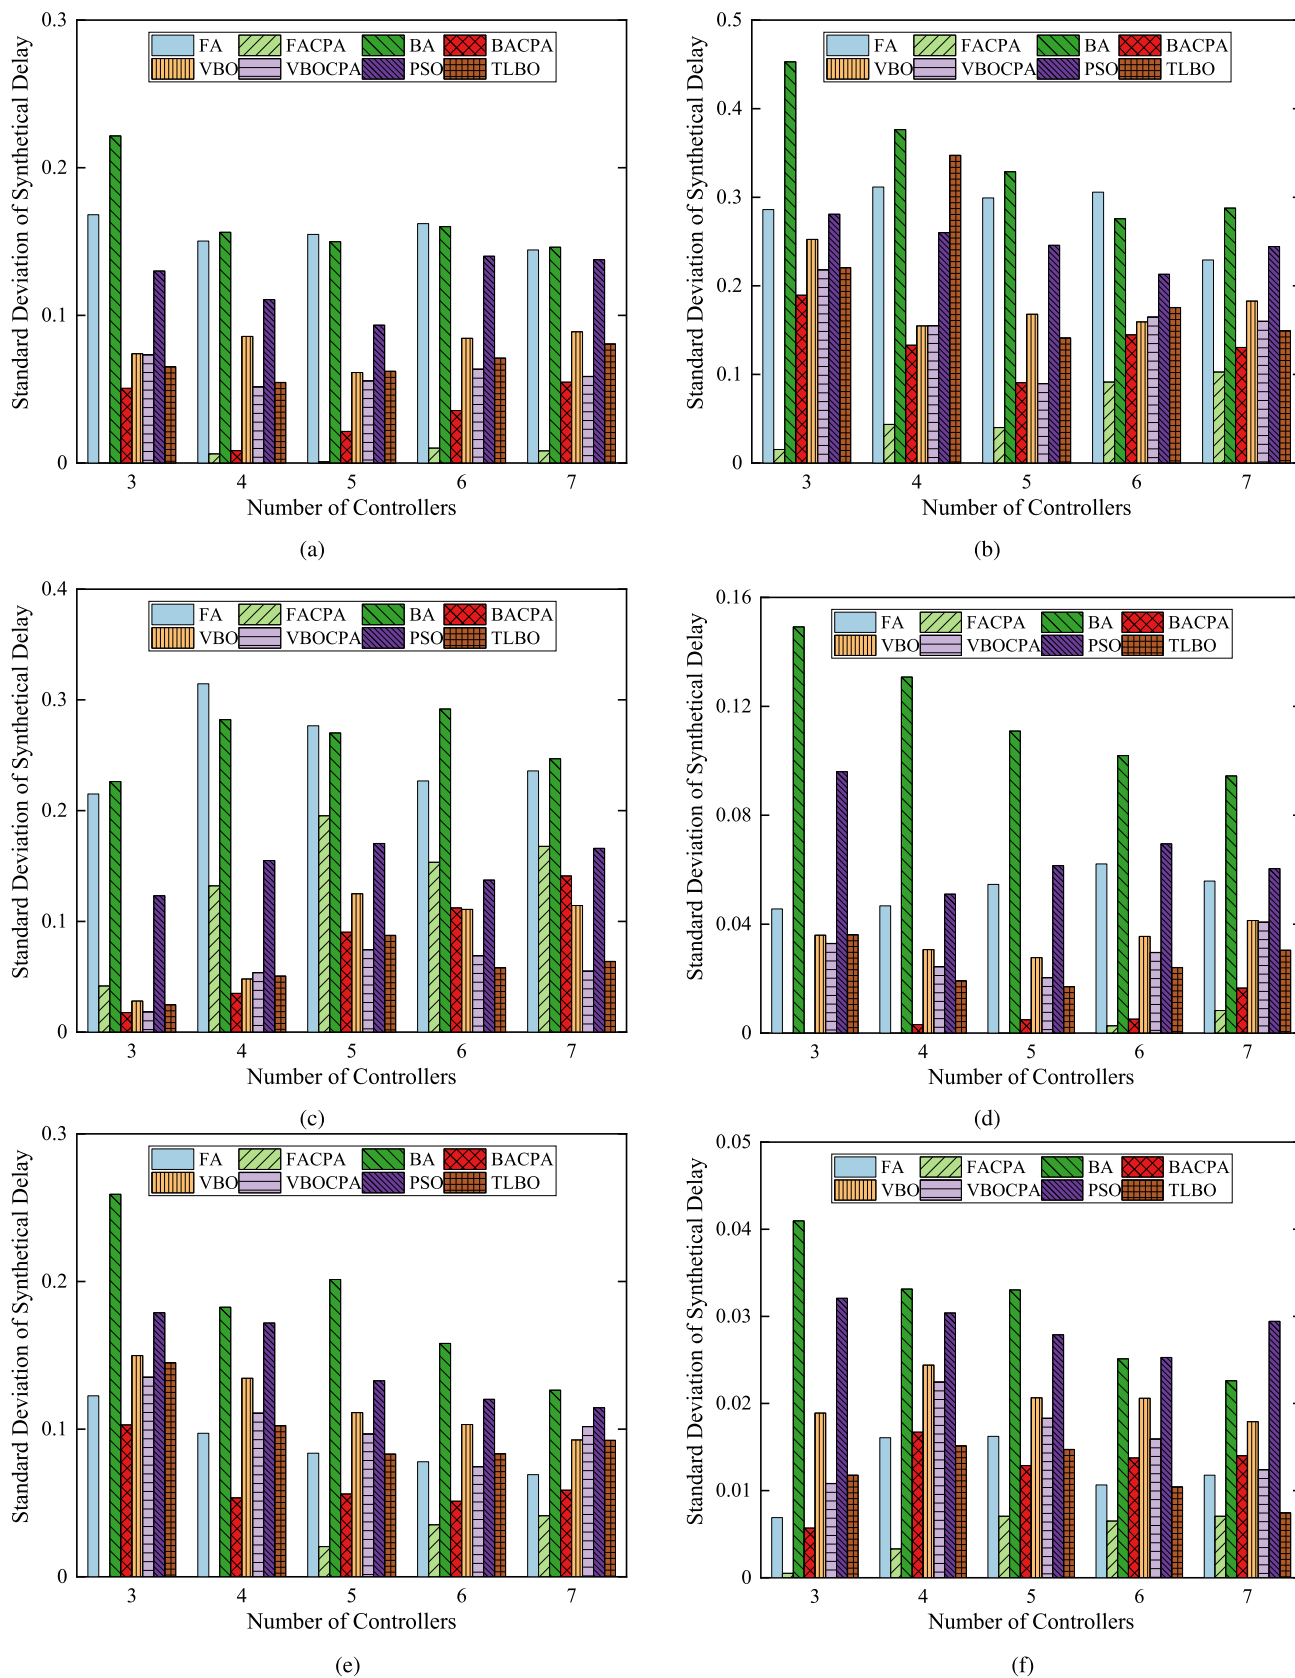 Standard Deviation of Synthetical Delay
0.3
0.2
0.1
0
FA FACPA BA BACPA
VBO VBOCPA PSO TLBO
3 4 5 6 7
Number of Controllers
(a)
Standard Deviation of Synthetical Delay
0.5
0.4
0.3
0.2
0.1
0
FA FACPA BA BACPA
VBO VBOCPA PSO TLBO
3 4 5 6 7
Number of Controllers
(b)
Standard Deviation of Synthetical Delay
0.4
0.3
0.2
0.1
0
FA FACPA BA BACPA
VBO VBOCPA PSO TLBO
3 4 5 6 7
Number of Controllers
(c)
Standard Deviation of Synthetical Delay
0.16
0.12
0.08
0.04
0
FA FACPA BA BACPA
VBO VBOCPA PSO TLBO
3 4 5 6 7
Number of Controllers
(d)
Standard Deviation of Synthetical Delay
0.3
0.2
0.1
0
FA FACPA BA BACPA
VBO VBOCPA PSO TLBO
3 4 5 6 7
Number of Controllers
(e)
Standard Deviation of Synthetical Delay
0.05
0.04
0.03
0.02
0.01
0
FA FACPA BA BACPA
VBO VBOCPA PSO TLBO
3 4 5 6 7
Number of Controllers
(f)